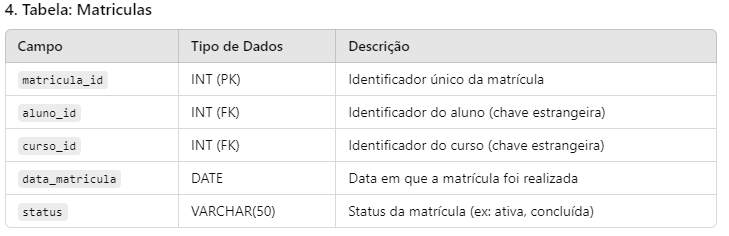 4. Tabela: Matriculas
Campo Tipo de Dados Descrição
matricula_id INT (PK) Identificador único da matrícula
aluno_id INT (FK) Identificador do aluno (chave estrangeira)
curso_id INT (FK) Identificador do curso (chave estrangeira)
data_matricula DATE Data em que a matrícula foi realizada
status VARCHAR(50) Status da matrícula (ex: ativa, concluída)